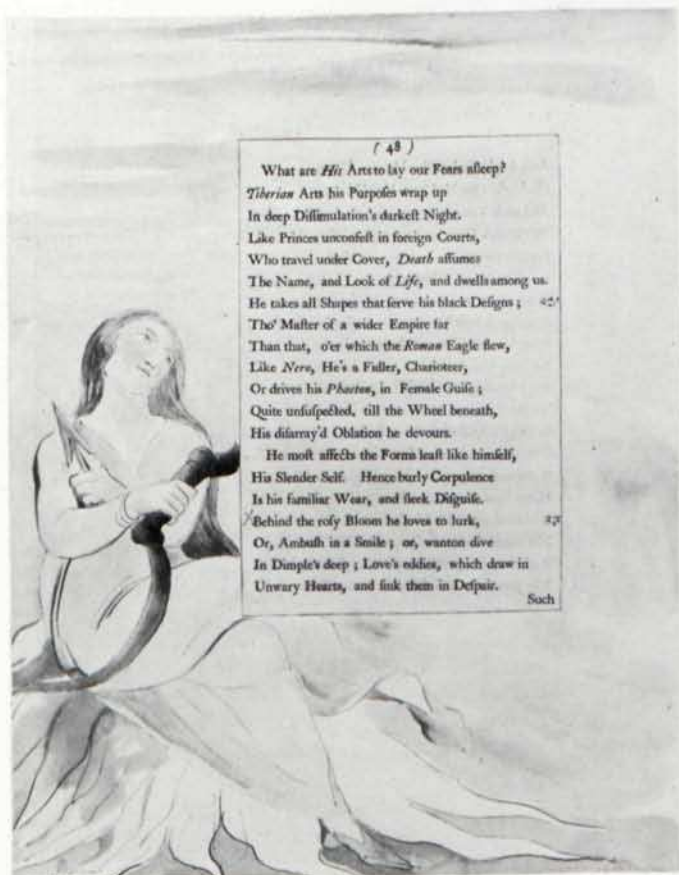 ( 48 )
What are His Arts to lay our Fears aſleep?
Tiberian Arts his Purpoſes wrap up
In deep Diſſimulation's darkeſt Night.
Like Princes unconfeſt in foreign Courts,
Who travel under Cover, Death aſſumes
The Name, and Look of Life, and dwells among us.
He takes all Shapes that ſerve his black Deſigns;
Tho' Maſter of a wider Empire far
Than that, o'er which the Roman Eagle flew,
Like Nero, He's a Fidler, Charioteer,
Or drives his Phaeton, in Female Guiſe;
Quite unſuſpected, till the Wheel beneath,
His diſarray'd Oblation he devours.
He moſt affects the Forms leaſt like himſelf,
His Slender Self. Hence burly Corpulence
Is his familiar Wear, and ſleek Diſguiſe.
Behind the roſy Bloom he loves to lurk,
Or, Ambuſh in a Smile; or, wanton dive
In Dimple's deep; Love's eddies, which draw in
Unwary Hearts, and ſink them in Deſpair.
Such